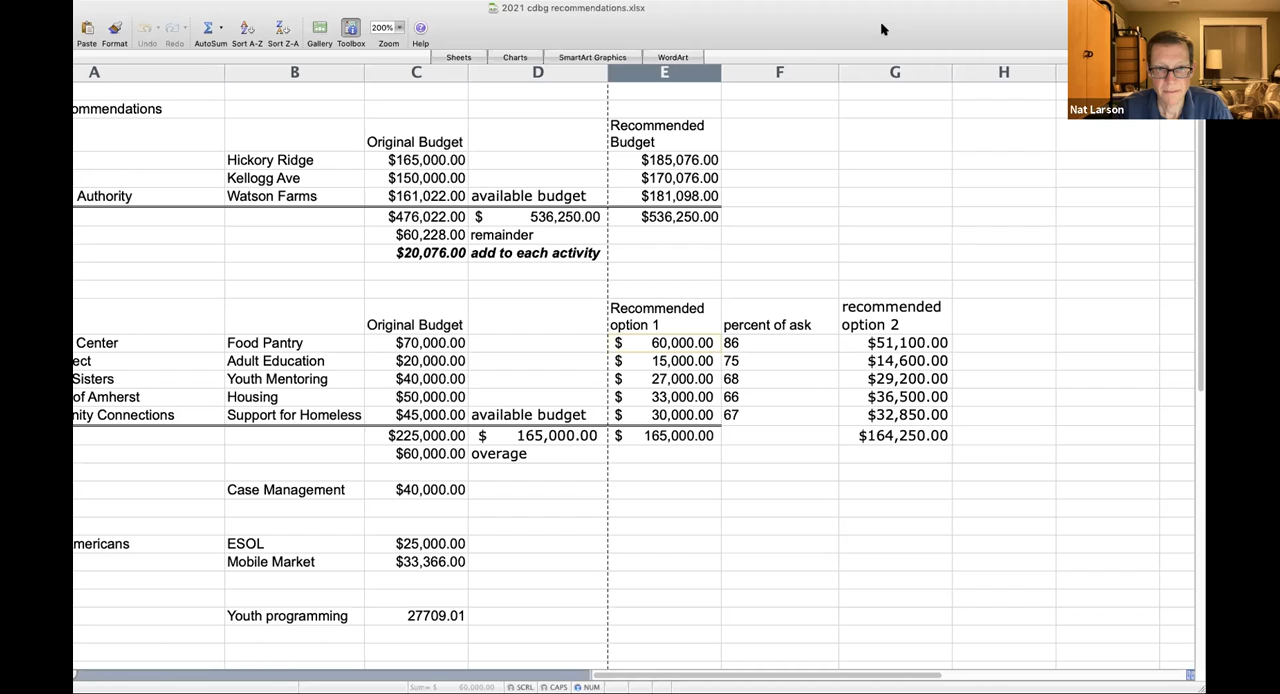 2021 cdbg recommendations.xlsx
200%
Paste Format Undo Redo AutoSum Sort A-Z Sort Z-A Gallery Toolbox Zoom Help
Sheets Charts SmartArt Graphics WordArt
A B C D E F G H
Nat Larson
ommendations
Original Budget Recommended Budget
Hickory Ridge $165,000.00 $185,076.00
Kellogg Ave $150,000.00 $170,076.00
Authority Watson Farms $161,022.00 available budget $181,098.00
$476,022.00 $ 536,250.00 $536,250.00
$60,228.00 remainder
$20,076.00 add to each activity
Original Budget Recommended option 1 percent of ask recommended option 2
Center Food Pantry $70,000.00 $ 60,000.00 86 $51,100.00
ect Adult Education $20,000.00 $ 15,000.00 75 $14,600.00
Sisters Youth Mentoring $40,000.00 $ 27,000.00 68 $29,200.00
of Amherst Housing $50,000.00 $ 33,000.00 66 $36,500.00
nity Connections Support for Homeless $45,000.00 available budget $ 30,000.00 67 $32,850.00
$225,000.00 $ 165,000.00 $ 165,000.00 $164,250.00
$60,000.00 overage
Case Management $40,000.00
mericans ESOL $25,000.00
Mobile Market $33,366.00
Youth programming 27709.01
Sum= $ 60,000.00 SCRL CAPS NUM